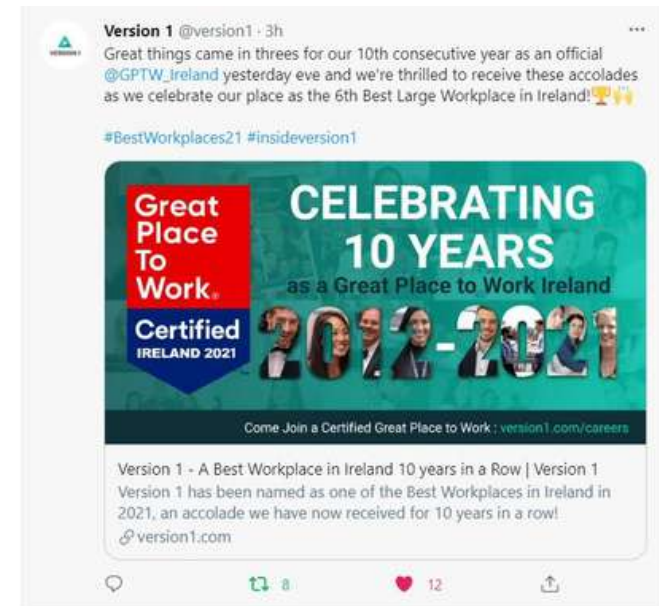 Version 1 @version1 · 3h
Great things came in threes for our 10th consecutive year as an official
@GPTW_Ireland yesterday eve and we're thrilled to receive these accolades
as we celebrate our place as the 6th Best Large Workplace in Ireland!🏆🙌
#BestWorkplaces21 #insideversion1
Great
Place
To
Work®
Certified
IRELAND 2021
CELEBRATING
10 YEARS
as a Great Place to Work Ireland
2012-2021
Come Join a Certified Great Place to Work : version1.com/careers
Version 1 - A Best Workplace in Ireland 10 years in a Row | Version 1
Version 1 has been named as one of the Best Workplaces in Ireland in
2021, an accolade we have now received for 10 years in a row!
version1.com
8
12